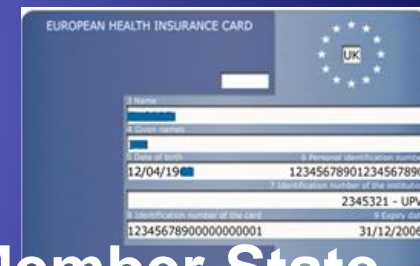 EUROPEAN HEALTH INSURANCE CARD
UK
3 Name
4 Given names
5 Date of birth
6 Personal identification number
12/04/19
12345678901234567890
7 Identification number of the institution
2345321 - UPV
8 Identification number of the card
9 Expiry date
12345678900000000001
31/12/2006
Member State